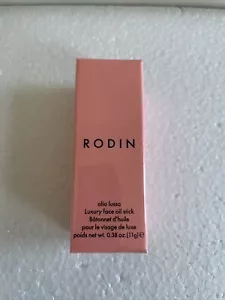 RODIN
olio lusso
Luxury face oil stick
Bâtonnet d'huile
pour le visage de luxe
poids net wt. 0.38 oz. (11g) ℮